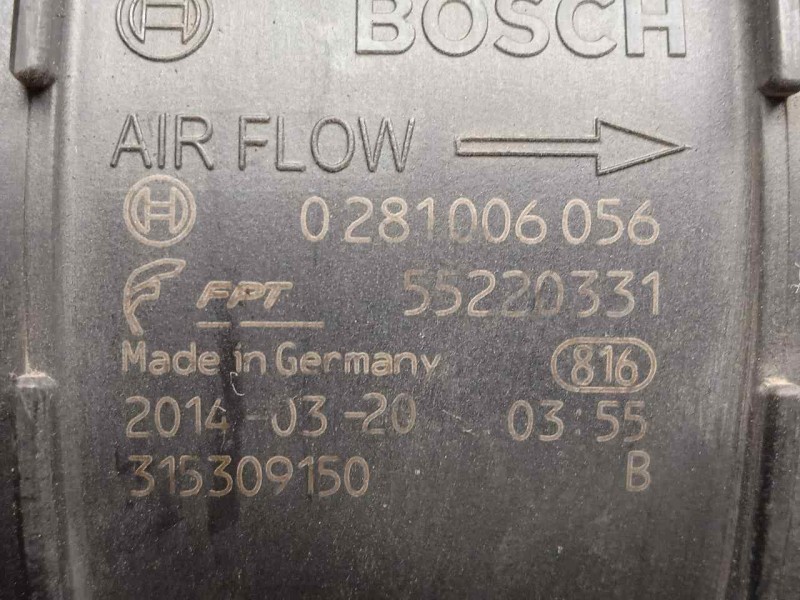 BOSCH
AIR FLOW
0 281 006 056
FPT 55220331
Made in Germany 816
2014-03-20 03:55
315309150 B